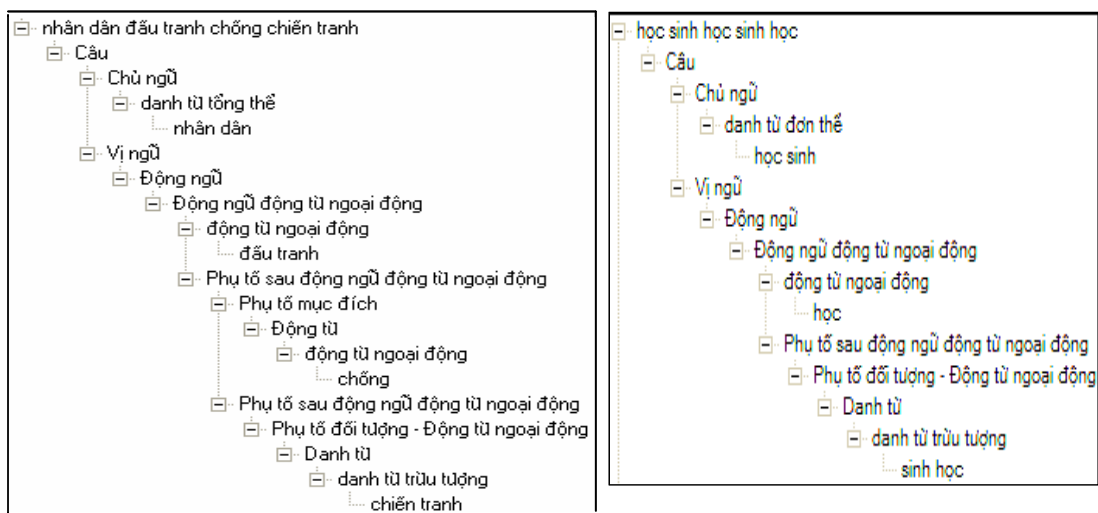 nhân dân đấu tranh chống chiến tranh
Câu
Chủ ngữ
danh từ tổng thể
nhân dân
Vị ngữ
Động ngữ
Động ngữ động từ ngoại động
động từ ngoại động
đấu tranh
Phụ tố sau động ngữ động từ ngoại động
Phụ tố mục đích
Động từ
động từ ngoại động
chống
Phụ tố sau động ngữ động từ ngoại động
Phụ tố đối tượng - Động từ ngoại động
Danh từ
danh từ trừu tượng
chiến tranh
học sinh học sinh học
Câu
Chủ ngữ
danh từ đơn thể
học sinh
Vị ngữ
Động ngữ
Động ngữ động từ ngoại động
động từ ngoại động
học
Phụ tố sau động ngữ động từ ngoại động
Phụ tố đối tượng - Động từ ngoại động
Danh từ
danh từ trừu tượng
sinh học